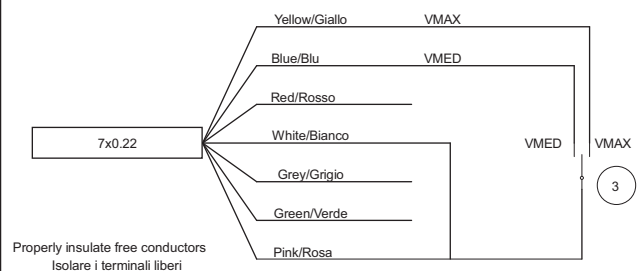 Yellow/Giallo VMAX
Blue/Blu VMED
Red/Rosso
White/Bianco
7x0.22
VMED VMAX
3
Grey/Grigio
Green/Verde
Pink/Rosa
Properly insulate free conductors
Isolare i terminali liberi